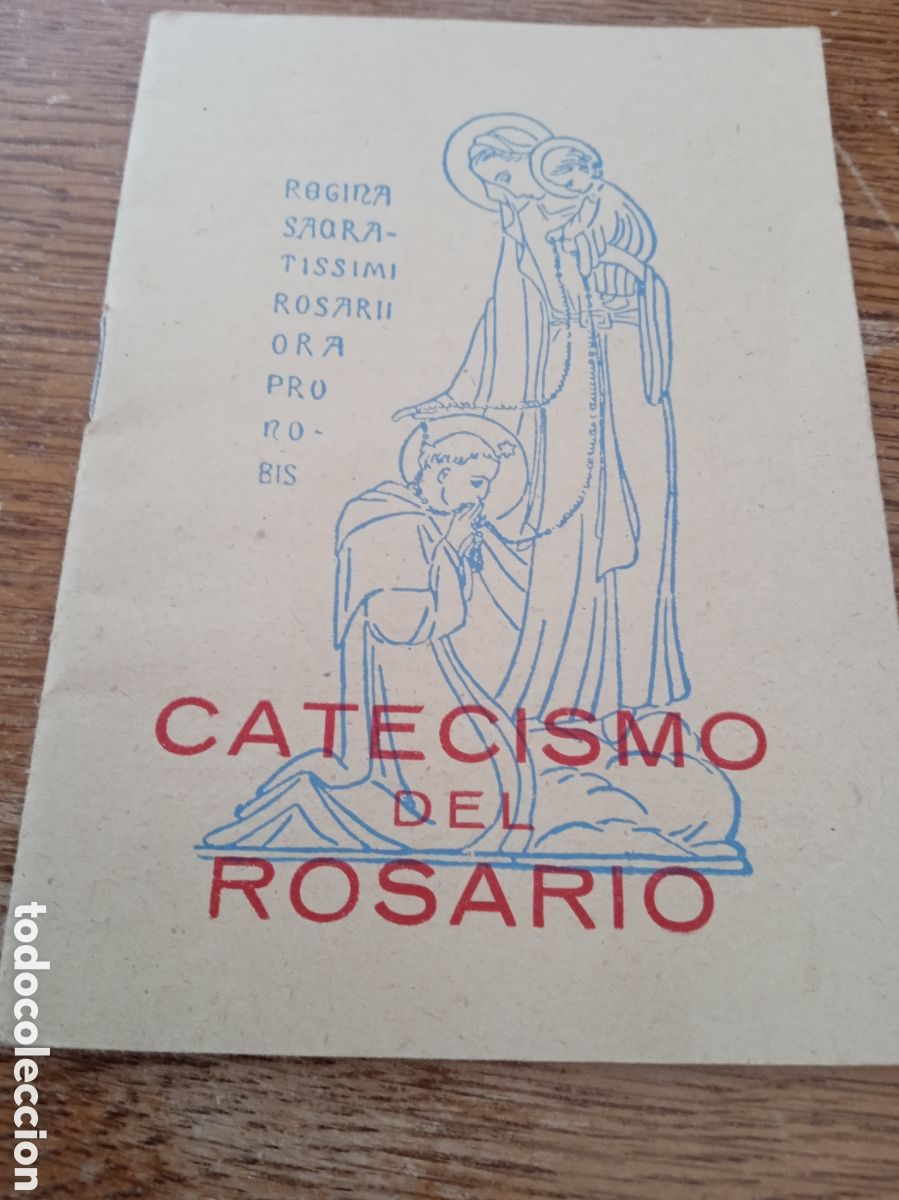 REGINA
SACRA-
TISSIMI
ROSARII
ORA
PRO
NO-
BIS
CATECISMO
DEL
ROSARIO
todocoleccion